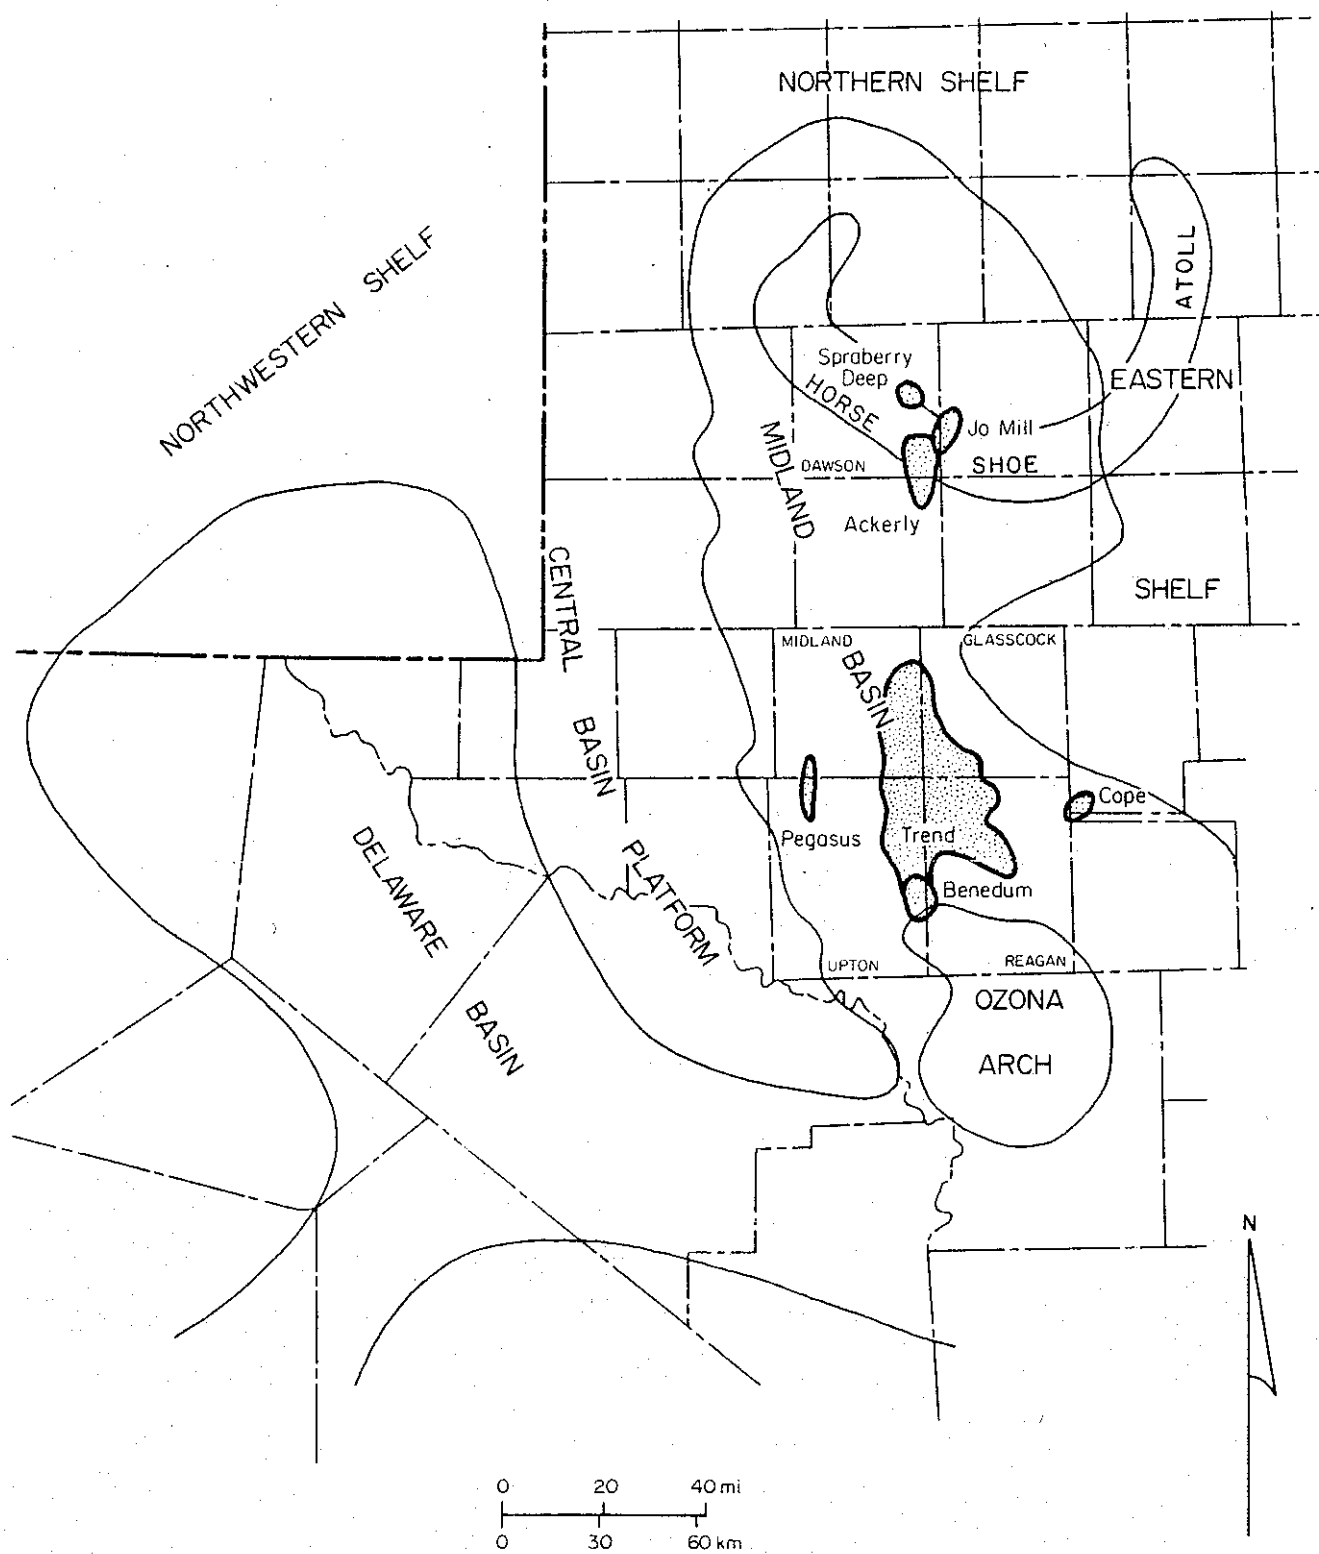 NORTHERN SHELF
NORTHWESTERN SHELF
ATOLL
Spraberry
Deep
HORSE
EASTERN
Jo Mill
SHOE
MIDLAND
DAWSON
Ackerly
CENTRAL
SHELF
MIDLAND
GLASSCOCK
BASIN
BASIN
Cope
Pegasus
Trend
DELAWARE
PLATFORM
Benedum
UPTON
REAGAN
OZONA
BASIN
ARCH
N
0 20 40 mi
0 30 60 km